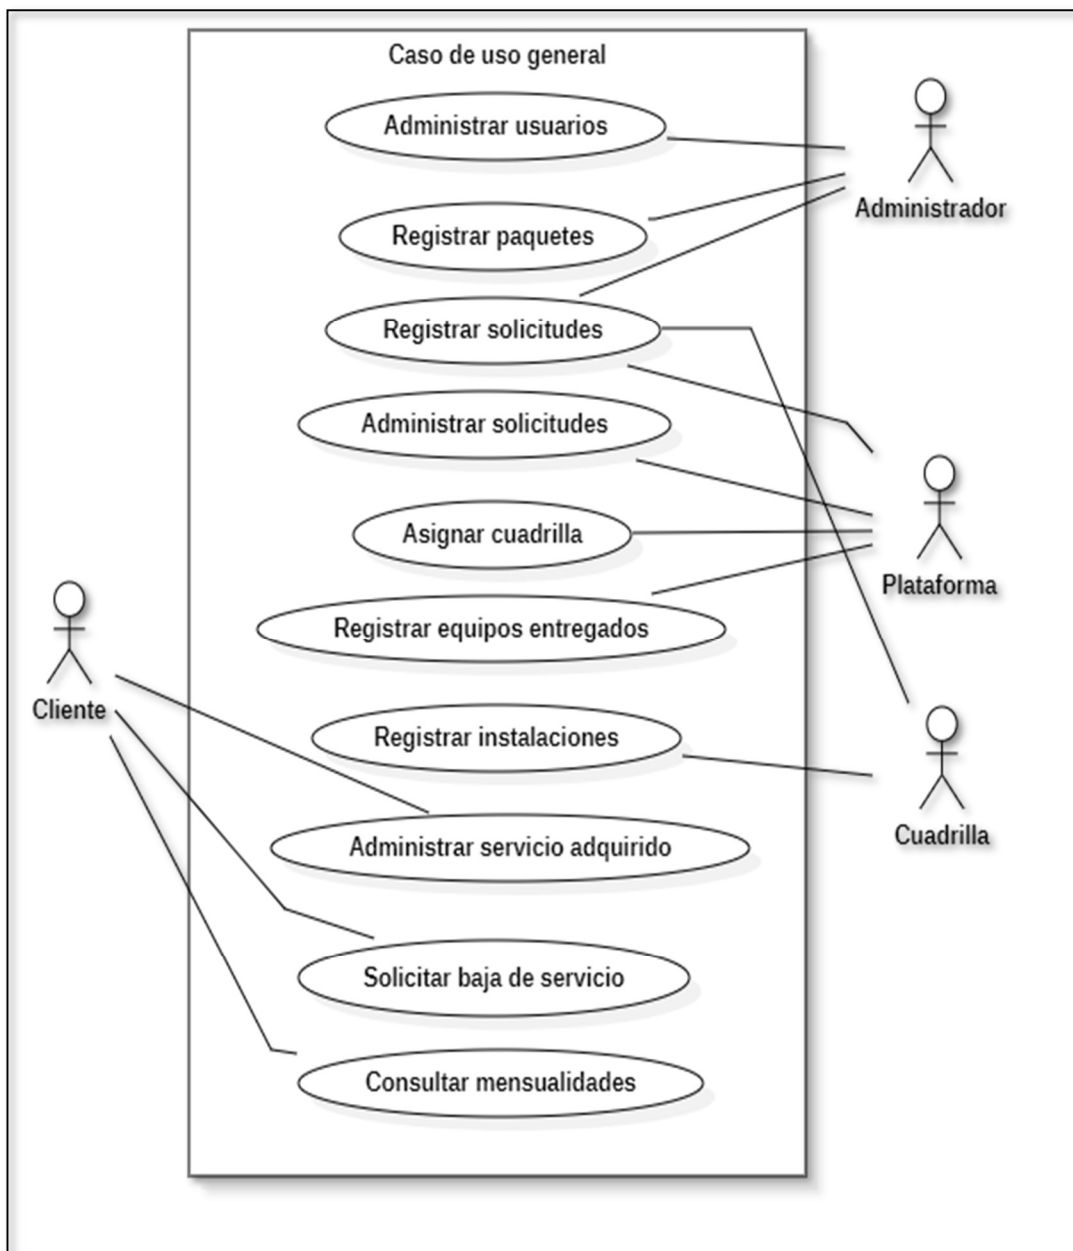 Caso de uso general
Administrar usuarios
Administrador
Registrar paquetes
Registrar solicitudes
Administrar solicitudes
Asignar cuadrilla
Plataforma
Registrar equipos entregados
Cliente
Registrar instalaciones
Cuadrilla
Administrar servicio adquirido
Solicitar baja de servicio
Consultar mensualidades